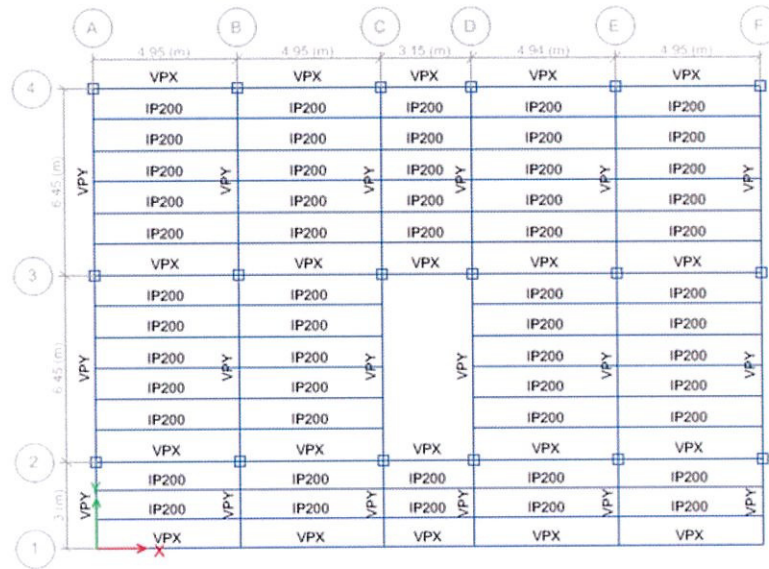 A B C D E F
4.95 (m) 4.95 (m) 3.15 (m) 4.94 (m) 4.95 (m)
VPX VPX VPX VPX VPX
4
IP200 IP200 IP200 IP200 IP200
IP200 IP200 IP200 IP200 IP200
6.45 (m) VPY IP200 VPY IP200 VPY IP200 VPY IP200 VPY IP200 VPY
IP200 IP200 IP200 IP200 IP200
IP200 IP200 IP200 IP200 IP200
VPX VPX VPX VPX VPX
3
IP200 IP200 IP200 IP200
IP200 IP200 IP200 IP200
6.45 (m) VPY IP200 VPY IP200 VPY VPY IP200 VPY IP200 VPY
IP200 IP200 IP200 IP200
IP200 IP200 IP200 IP200
VPX VPX VPX VPX VPX
2
IP200 IP200 IP200 IP200 IP200
3 (m) VPY Y IP200 VPY IP200 VPY IP200 VPY IP200 VPY IP200 VPY
VPX VPX VPX VPX VPX
1
X